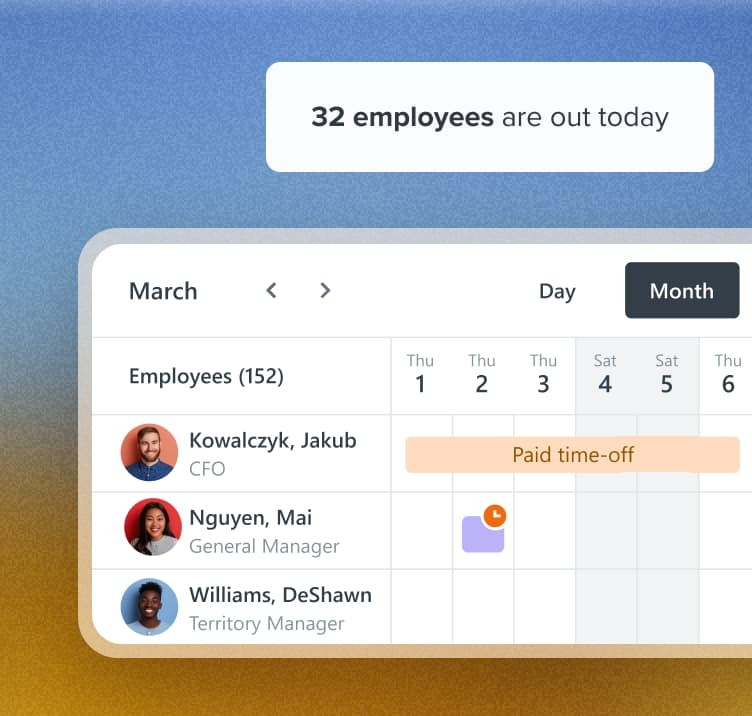 32 employees are out today
March
Day
Month
Employees (152)
Thu Thu Thu Sat Sat Thu
1 2 3 4 5 6
Kowalczyk, Jakub
CFO
Paid time-off
Nguyen, Mai
General Manager
Williams, DeShawn
Territory Manager